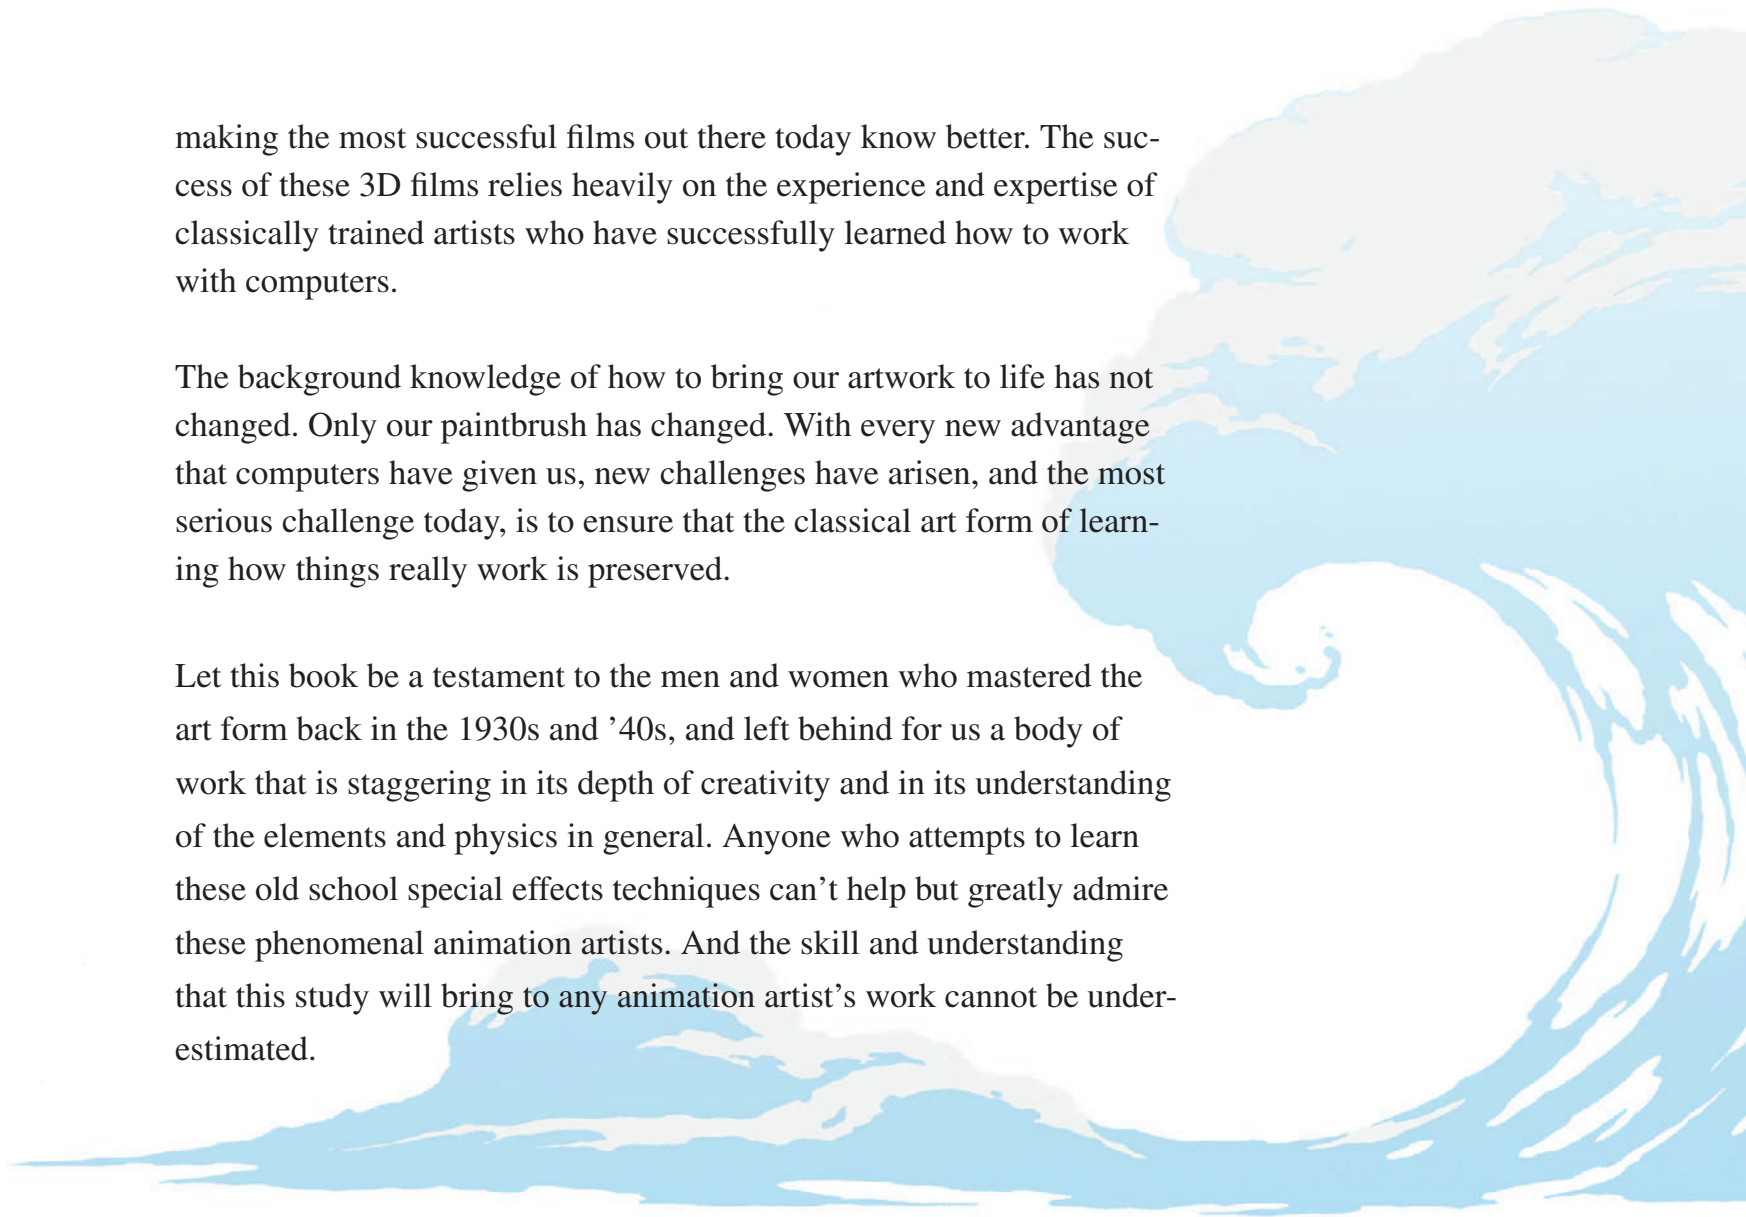 making the most successful films out there today know better. The suc-
cess of these 3D films relies heavily on the experience and expertise of
classically trained artists who have successfully learned how to work
with computers.
The background knowledge of how to bring our artwork to life has not
changed. Only our paintbrush has changed. With every new advantage
that computers have given us, new challenges have arisen, and the most
serious challenge today, is to ensure that the classical art form of learn-
ing how things really work is preserved.
Let this book be a testament to the men and women who mastered the
art form back in the 1930s and ’40s, and left behind for us a body of
work that is staggering in its depth of creativity and in its understanding
of the elements and physics in general. Anyone who attempts to learn
these old school special effects techniques can’t help but greatly admire
these phenomenal animation artists. And the skill and understanding
that this study will bring to any animation artist’s work cannot be under-
estimated.